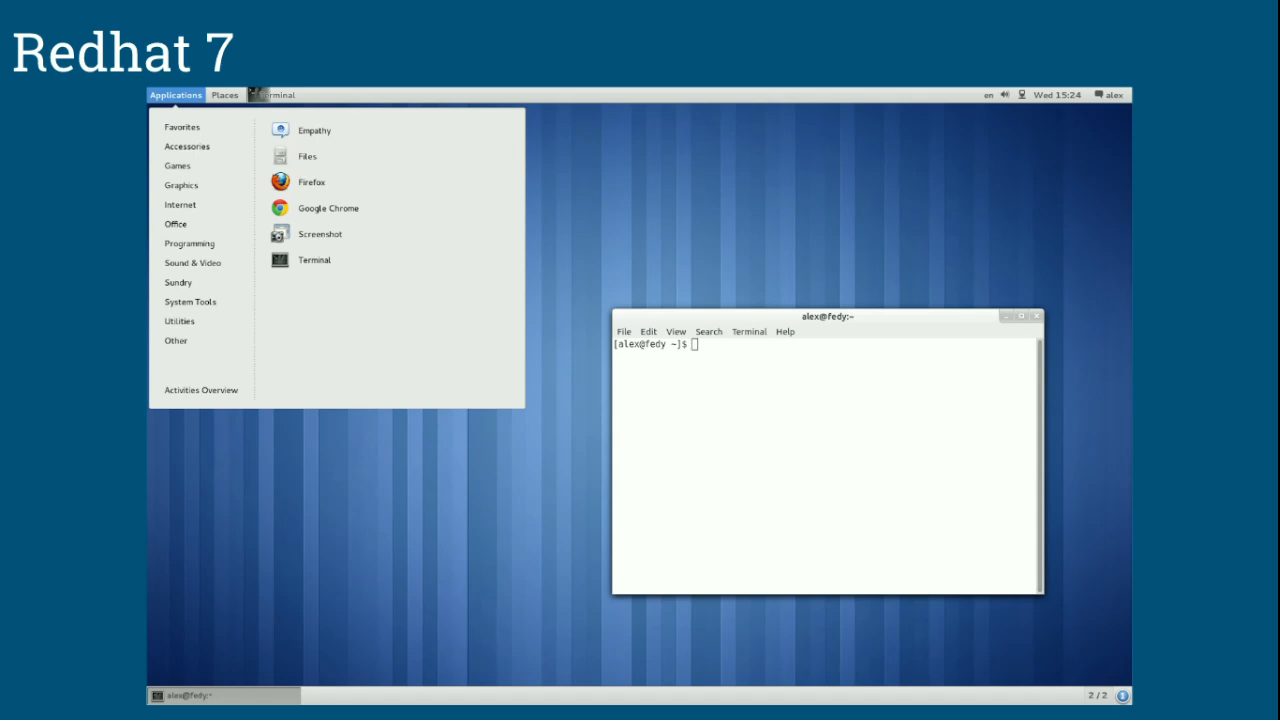 Redhat 7
Applications Places Terminal en Wed 15:24 alex
Favorites
Accessories
Games
Graphics
Internet
Office
Programming
Sound & Video
Sundry
System Tools
Utilities
Other
Activities Overview
Empathy
Files
Firefox
Google Chrome
Screenshot
Terminal
alex@fedy:~
File Edit View Search Terminal Help
[alex@fedy ~]$
alex@fedy:~
2 / 2